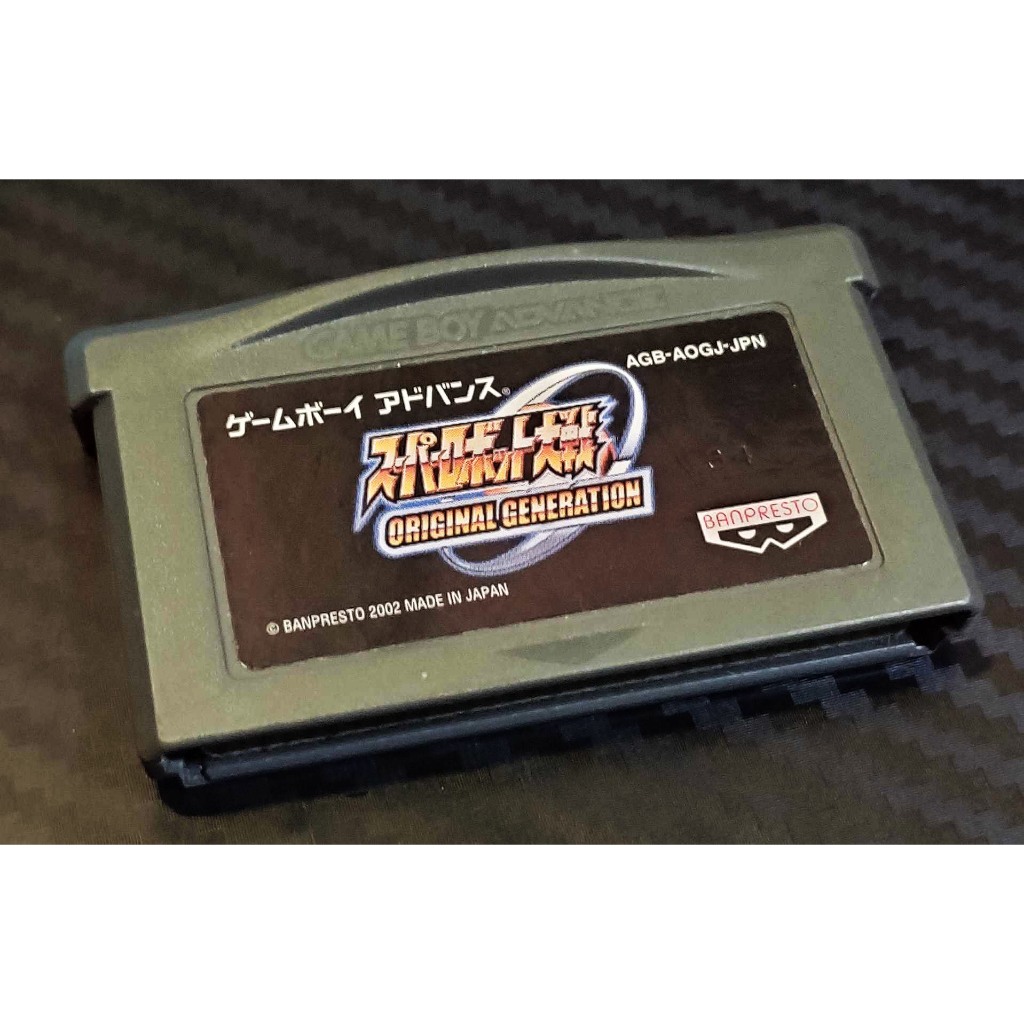 GAME BOY ADVANCE
AGB-AOGJ-JPN
ゲームボーイ アドバンス®
スーパーロボット大戦
ORIGINAL GENERATION
BANPRESTO
© BANPRESTO 2002 MADE IN JAPAN